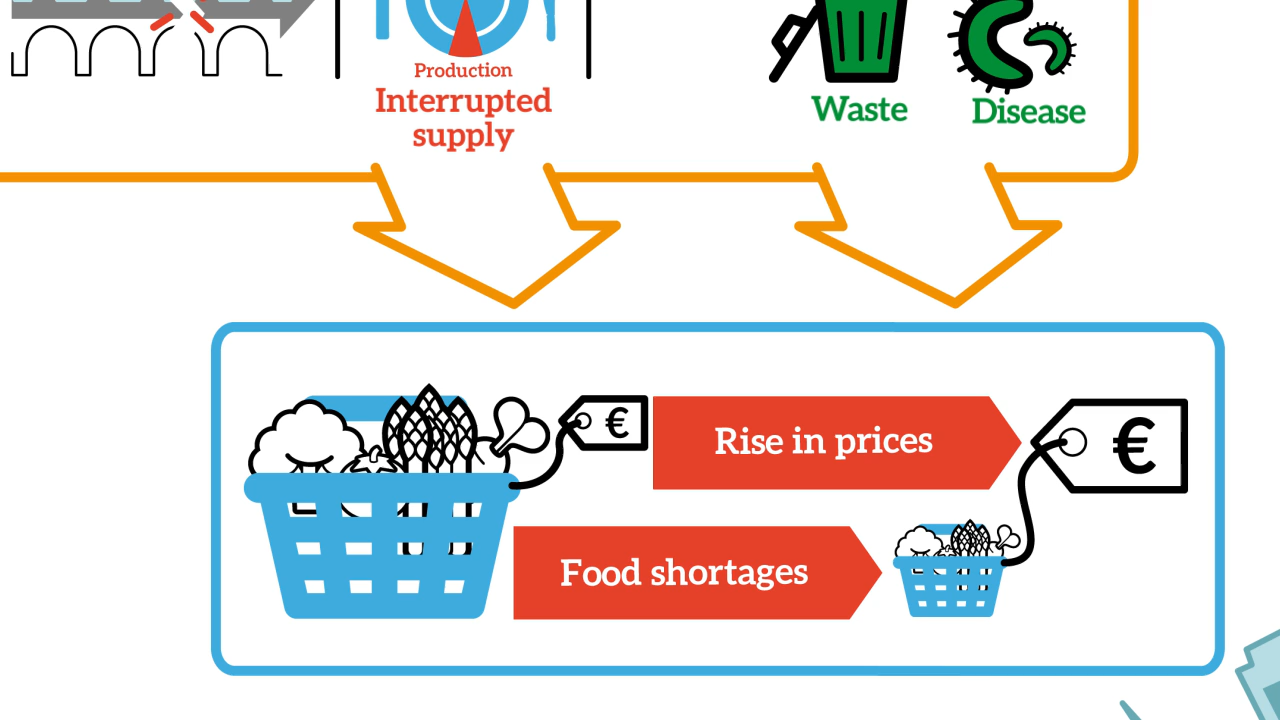 Production
Interrupted
supply
Waste
Disease
€
Rise in prices
€
Food shortages